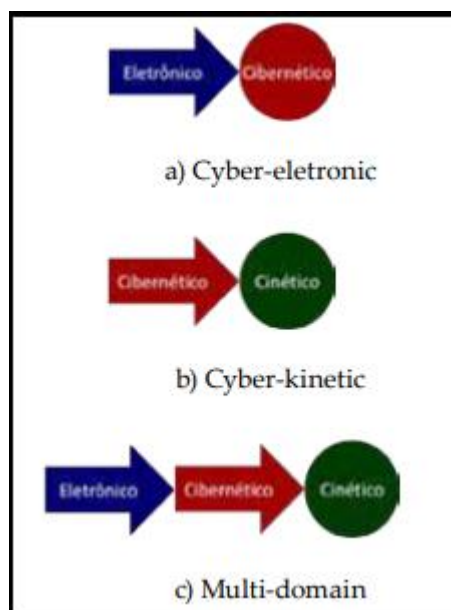 Eletrônico Cibernético
a) Cyber-eletronic
Cibernético Cinético
b) Cyber-kinetic
Eletrônico Cibernético Cinético
c) Multi-domain